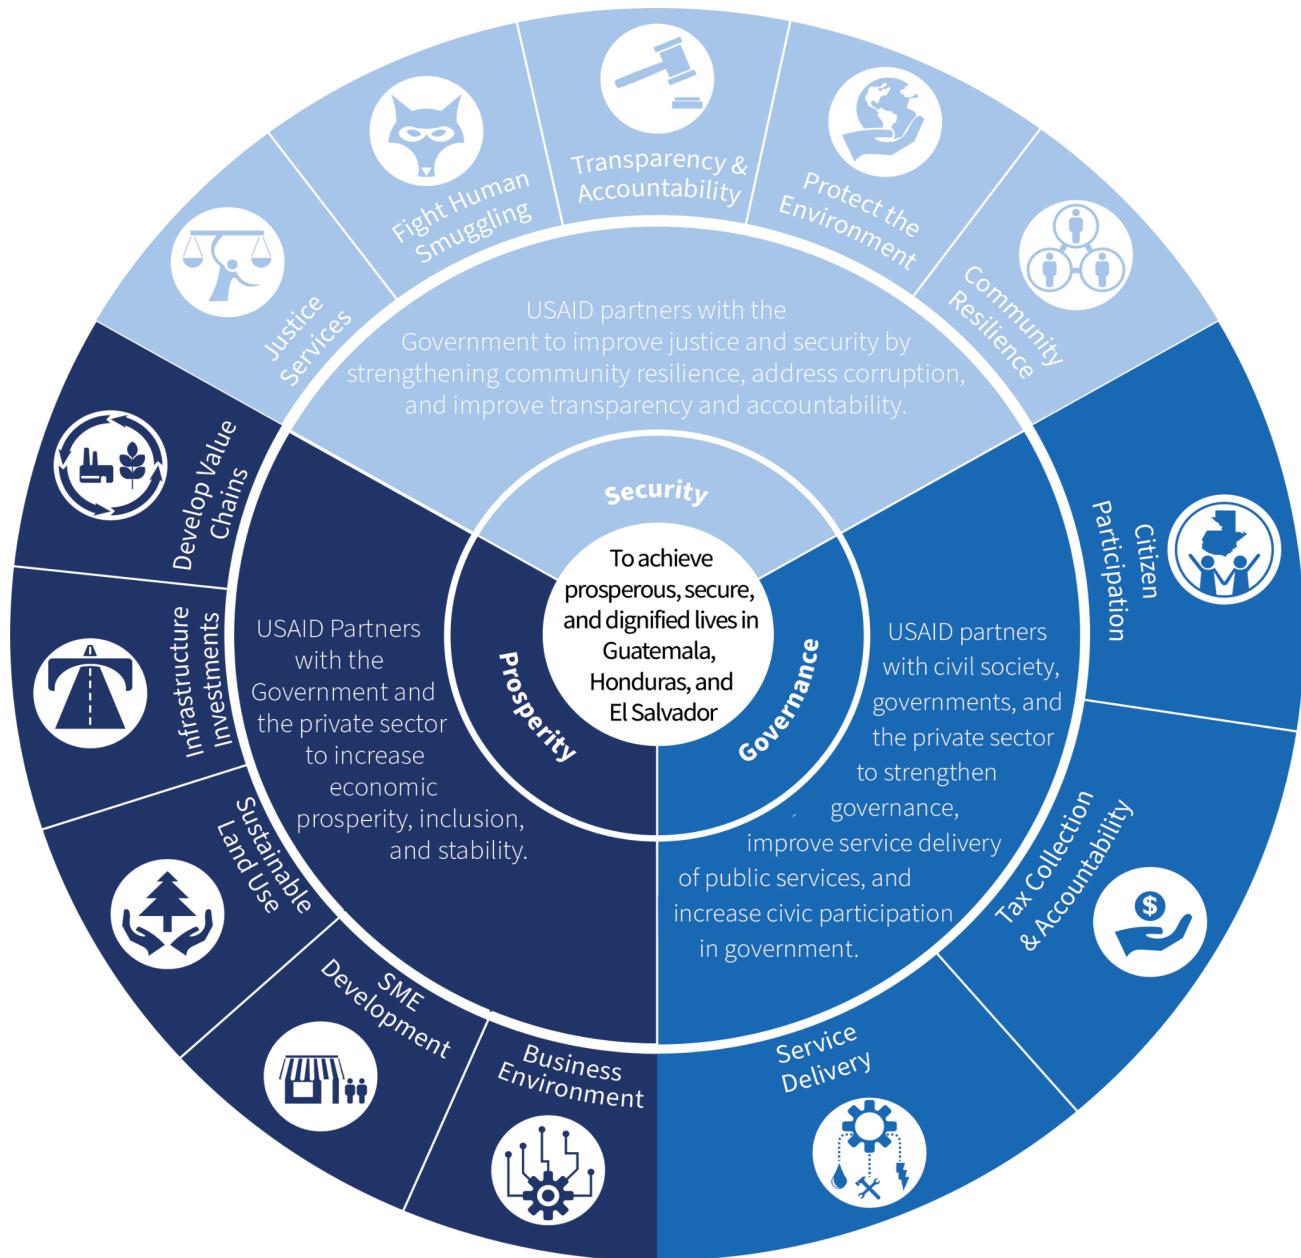 Transparency &
Accountability
Fight Human
Smuggling
Protect the
Environment
Justice
Services
Community
Resilience
USAID partners with the
Government to improve justice and security by
strengthening community resilience, address corruption,
and improve transparency and accountability.
Security
To achieve
prosperous, secure,
and dignified lives in
Guatemala,
Honduras, and
El Salvador
Prosperity
Governance
Develop Value
Chains
Infrastructure
Investments
Sustainable
Land Use
SME
Development
Business
Environment
USAID Partners
with the
Government and
the private sector
to increase
economic
prosperity, inclusion,
and stability.
USAID partners
with civil society,
governments, and
the private sector
to strengthen
governance,
improve service delivery
of public services, and
increase civic participation
in government.
Citizen
Participation
Tax Collection
& Accountability
$
Service
Delivery